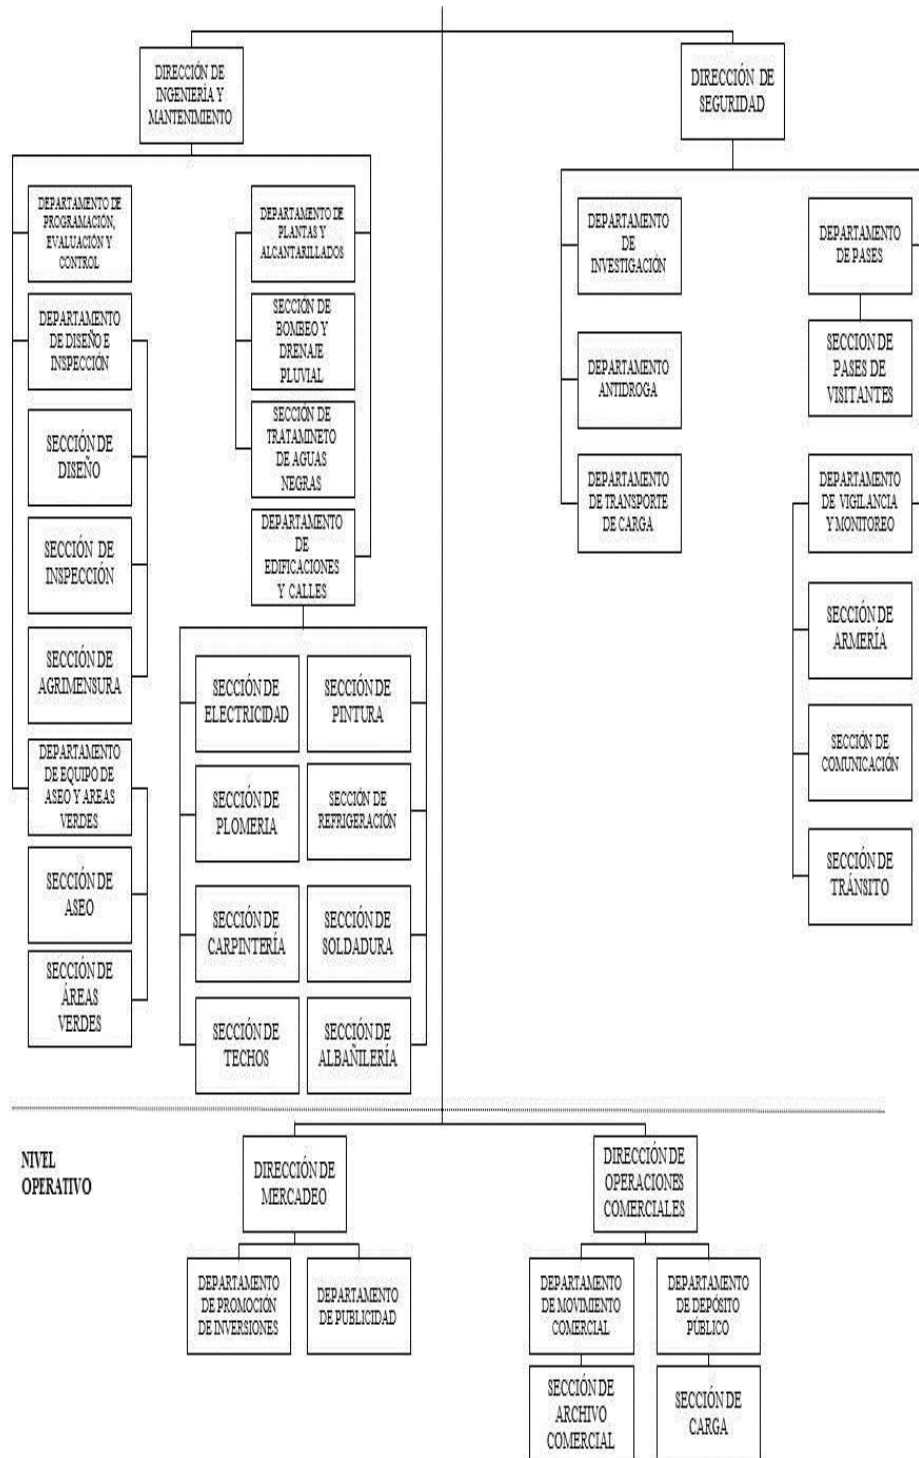 DIRECCIÓN DE
INGENIERÍA Y
MANTENIMIENTO
DIRECCIÓN DE
SEGURIDAD
DEPARTAMENTO DE
PROGRAMACIÓN,
EVALUACIÓN Y
CONTROL
DEPARTAMENTO
DE DISEÑO E
INSPECCIÓN
SECCIÓN DE
DISEÑO
SECCIÓN DE
INSPECCIÓN
SECCIÓN DE
AGRIMENSURA
DEPARTAMENTO
DE EQUIPO DE
ASEO Y AREAS
VERDES
SECCIÓN DE
ASEO
SECCIÓN DE
ÁREAS
VERDES
DEPARTAMENTO DE
PLANTAS Y
ALCANTARILLADOS
SECCIÓN DE
BOMBEO Y
DRENAJE
PLUVIAL
SECCIÓN DE
TRATAMINETO
DE AGUAS
NEGRAS
DEPARTAMENTO
DE
EDIFICACIONES
Y CALLES
SECCIÓN DE
ELECTRICIDAD
SECCIÓN DE
PINTURA
SECCIÓN DE
PLOMERIA
SECCIÓN DE
REFRIGERACIÓN
SECCIÓN DE
CARPINTERÍA
SECCIÓN DE
SOLDADURA
SECCIÓN DE
TECHOS
SECCIÓN DE
ALBAÑILERÍA
DEPARTAMENTO
DE
INVESTIGACIÓN
DEPARTAMENTO
ANTIDROGA
DEPARTAMENTO
DE TRANSPORTE
DE CARGA
DEPARTAMENTO
DE PASES
SECCION DE
PASES DE
VISITANTES
DEPARTAMENTO
DE VIGILANCIA
Y MONITOREO
SECCIÓN DE
ARMERÍA
SECCIÓN DE
COMUNICACIÓN
SECCIÓN DE
TRÁNSITO
NIVEL
OPERATIVO
DIRECCIÓN DE
MERCADEO
DEPARTAMENTO
DE PROMOCIÓN
DE INVERSIONES
DEPARTAMENTO
DE PUBLICIDAD
DIRECCIÓN DE
OPERACIONES
COMERCIALES
DEPARTAMENTO
DE MOVIMIENTO
COMERCIAL
DEPARTAMENTO
DE DEPÓSITO
PÚBLICO
SECCIÓN DE
ARCHIVO
COMERCIAL
SECCIÓN DE
CARGA